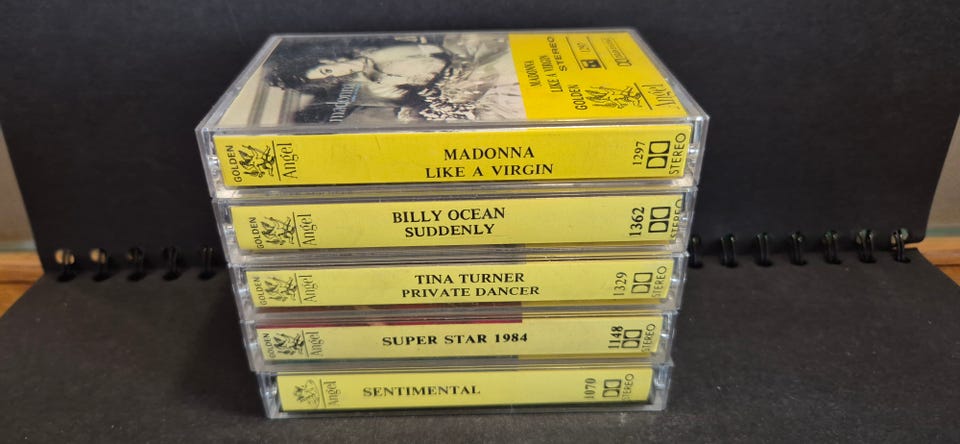 madonna
MADONNA
LIKE A VIRGIN
STEREO
1297
GOLDEN
Angel
GOLDEN
Angel
MADONNA
LIKE A VIRGIN
1297
STEREO
GOLDEN
Angel
BILLY OCEAN
SUDDENLY
1362
STEREO
GOLDEN
Angel
TINA TURNER
PRIVATE DANCER
1329
STEREO
GOLDEN
Angel
SUPER STAR 1984
1148
STEREO
Angel
SENTIMENTAL
1070
STEREO